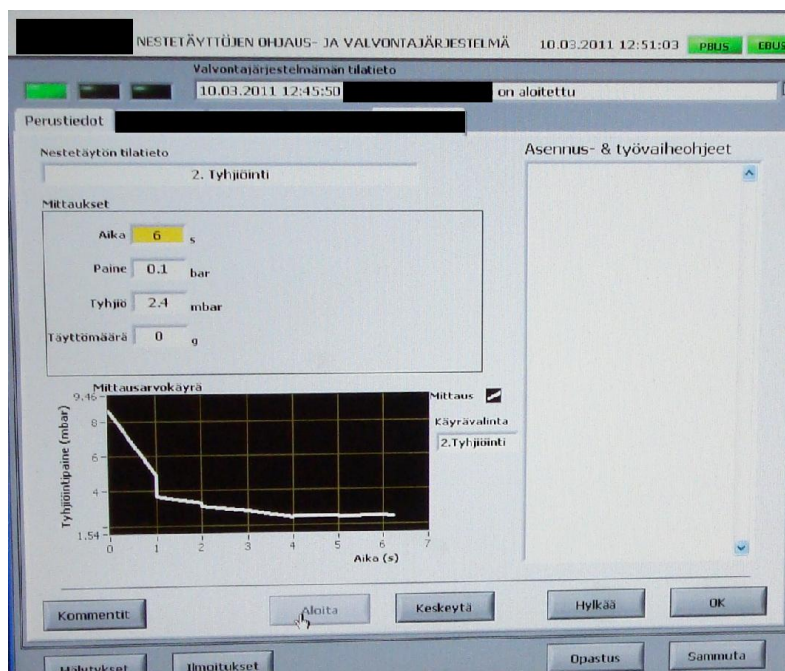 NESTETÄYTTÖJEN OHJAUS- JA VALVONTAJÄRJESTELMÄ 10.03.2011 12:51:03 PBUS EBUS
Valvontajärjestelmämän tilatieto
10.03.2011 12:45:50 on aloitettu
Perustiedot
Nestetäytön tilatieto
2. Tyhjiöinti
Asennus- & työvaiheohjeet
Mittaukset
Aika 6 s
Paine 0.1 bar
Tyhjiö 2.4 mbar
Täyttömäärä 0 g
Mittausarvokäyrä
Mittaus
Käyrävalinta
2.Tyhjiöinti
Tyhjiöintipaine (mbar)
9.46
8
6
4
1.54
0 1 2 3 4 5 6 7
Aika (s)
Kommentit Aloita Keskeytä Hylkää OK
Hälytykset Ilmoitukset Opastus Sammuta